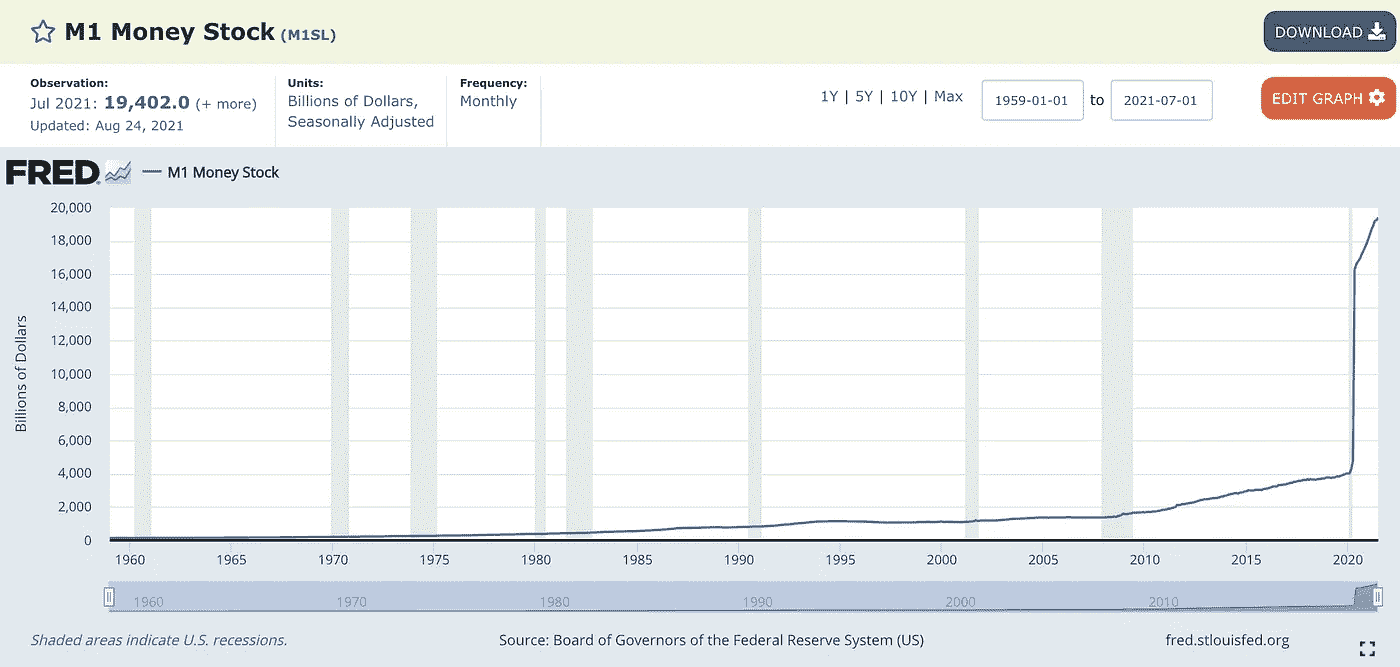 M1 Money Stock (M1SL)
DOWNLOAD
Observation:
Jul 2021: 19,402.0 (+ more)
Updated: Aug 24, 2021
Units:
Billions of Dollars,
Seasonally Adjusted
Frequency:
Monthly
1Y | 5Y | 10Y | Max
1959-01-01 to 2021-07-01
EDIT GRAPH
FRED
M1 Money Stock
Billions of Dollars
20,000
18,000
16,000
14,000
12,000
10,000
8,000
6,000
4,000
2,000
0
1960 1965 1970 1975 1980 1985 1990 1995 2000 2005 2010 2015 2020
1960 1970 1980 1990 2000 2010
Shaded areas indicate U.S. recessions.
Source: Board of Governors of the Federal Reserve System (US)
fred.stlouisfed.org